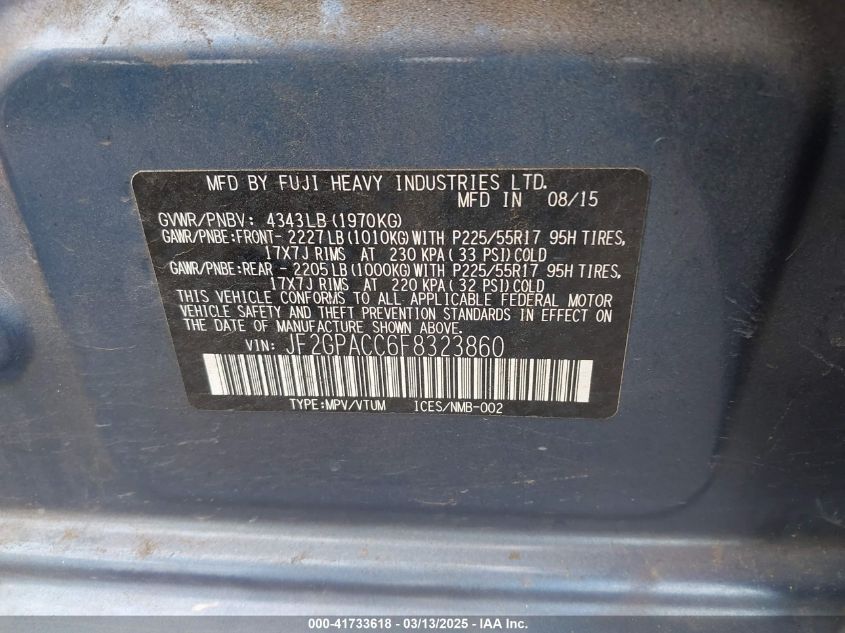 MFD BY FUJI HEAVY INDUSTRIES LTD.
MFD IN 08/15
GVWR/PNBV: 4343LB (1970KG)
GAWR/PNBE:FRONT- 2227LB(1010KG)WITH P225/55R17 95H TIRES,
17X7J RIMS AT 230 KPA(33 PSI)COLD
GAWR/PNBE:REAR - 2205LB(1000KG)WITH P225/55R17 95H TIRES,
17X7J RIMS AT 220 KPA(32 PSI)COLD
THIS VEHICLE CONFORMS TO ALL APPLICABLE FEDERAL MOTOR
VEHICLE SAFETY AND THEFT PREVENTION STANDARDS IN EFFECT
ON THE DATE OF MANUFACTURE SHOWN ABOVE.
VIN: JF2GPACC6F8323860
TYPE:MPV/VTUM ICES/NMB-002
000-41733618 - 03/13/2025 - IAA Inc.